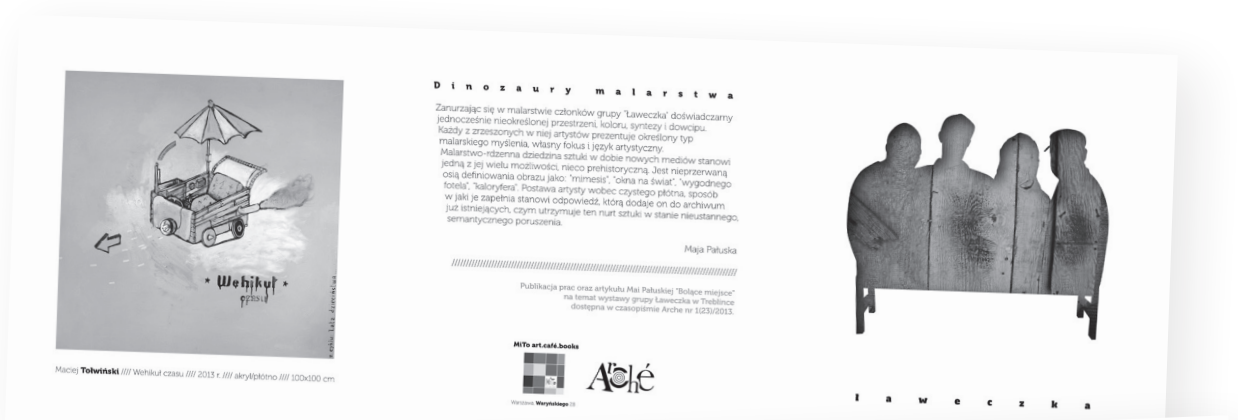 * Wehikuł *
czasu
Maciej Tołwiński //// Wehikuł czasu //// 2013 r. //// akryl/płótno //// 100x100 cm
Dinozaury malarstwa
Zanurzając się w malarstwie członków grupy "Ławeczka" doświadczamy
jednocześnie nieokreślonej przestrzeni, koloru, syntezy i dowcipu.
Każdy z zrzeszonych w niej artystów prezentuje określony typ
malarskiego myślenia, własny fokus i język artystyczny.
Malarstwo-rdzenna dziedzina sztuki w dobie nowych mediów stanowi
jedną z jej wielu możliwości, nieco prehistoryczną. Jest nieprzerwaną
osią definiowania obrazu jako: "mimesis", "okna na świat", "wygodnego
fotela", "kaloryfera". Postawa artysty wobec czystego płótna, sposób
w jaki je zapełnia stanowi odpowiedź, którą dodaje on do archiwum
już istniejących, czym utrzymuje ten nurt sztuki w stanie nieustannego,
semantycznego poruszenia.
Maja Pałuska
Publikacja prac oraz artykułu Mai Pałuskiej "Bolące miejsce"
na temat wystawy grupy Ławeczka w Treblince
dostępna w czasopiśmie Arche nr 1(23)/2013.
MiTo art.café.books
Warszawa, Waryńskiego 28
Arché
ławeczka